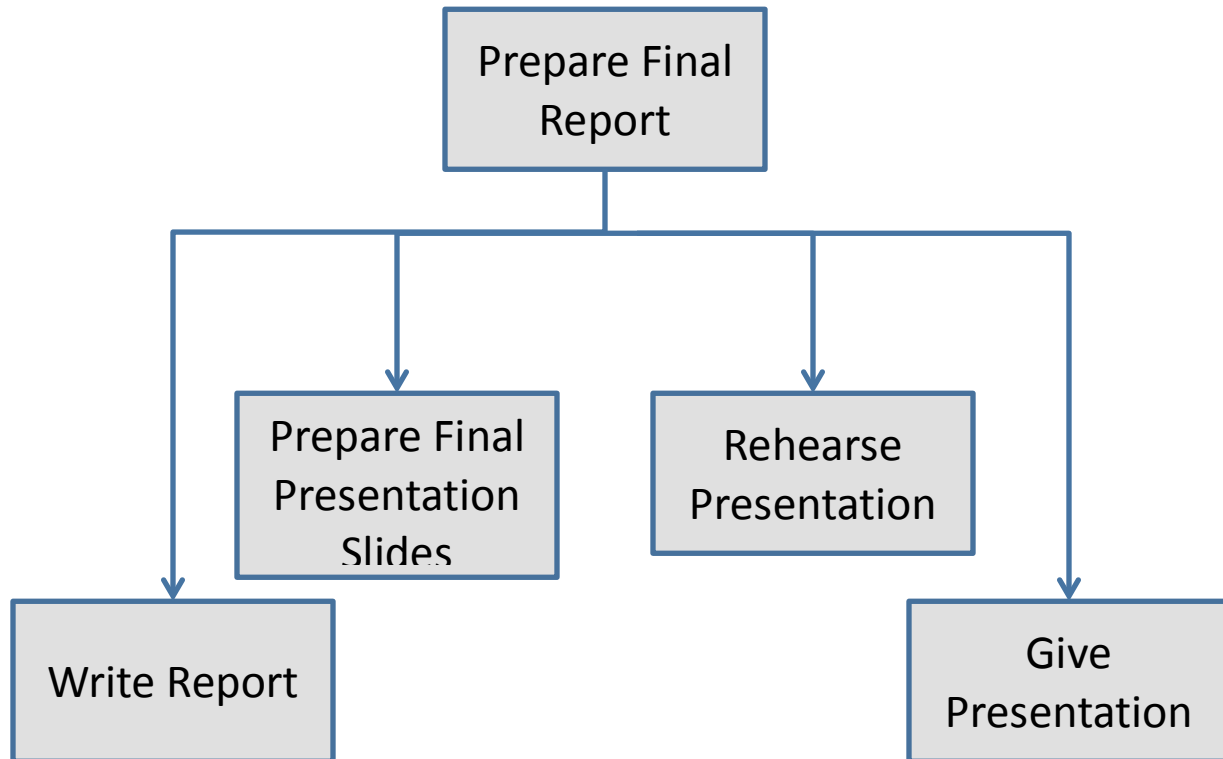 Prepare Final
Report
Prepare Final
Presentation
Slides
Rehearse
Presentation
Write Report
Give
Presentation